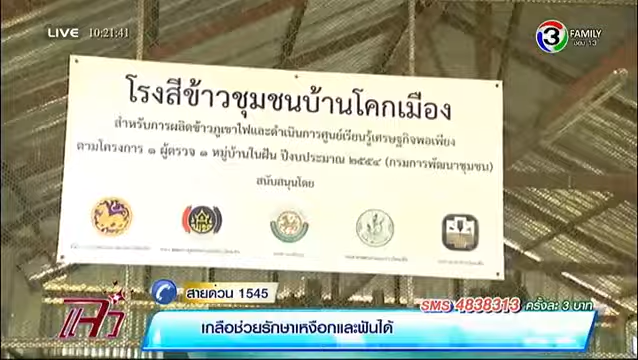 LIVE 10:21:41
3 FAMILY
ช่อง 13
โรงสีข้าวชุมชนบ้านโคกเมือง
สำหรับการผลิตข้าวภูเขาไฟและดำเนินการศูนย์เรียนรู้เศรษฐกิจพอเพียง
ตามโครงการ ๑ ผู้ตรวจ ๑ หมู่บ้านในฝัน ปีงบประมาณ ๒๕๕๔ (กรมการพัฒนาชุมชน)
สนับสนุนโดย
แจ๋ว
สายด่วน 1545
SMS 4838313 ครั้งละ 3 บาท
เกลือช่วยรักษาเหงือกและฟันได้